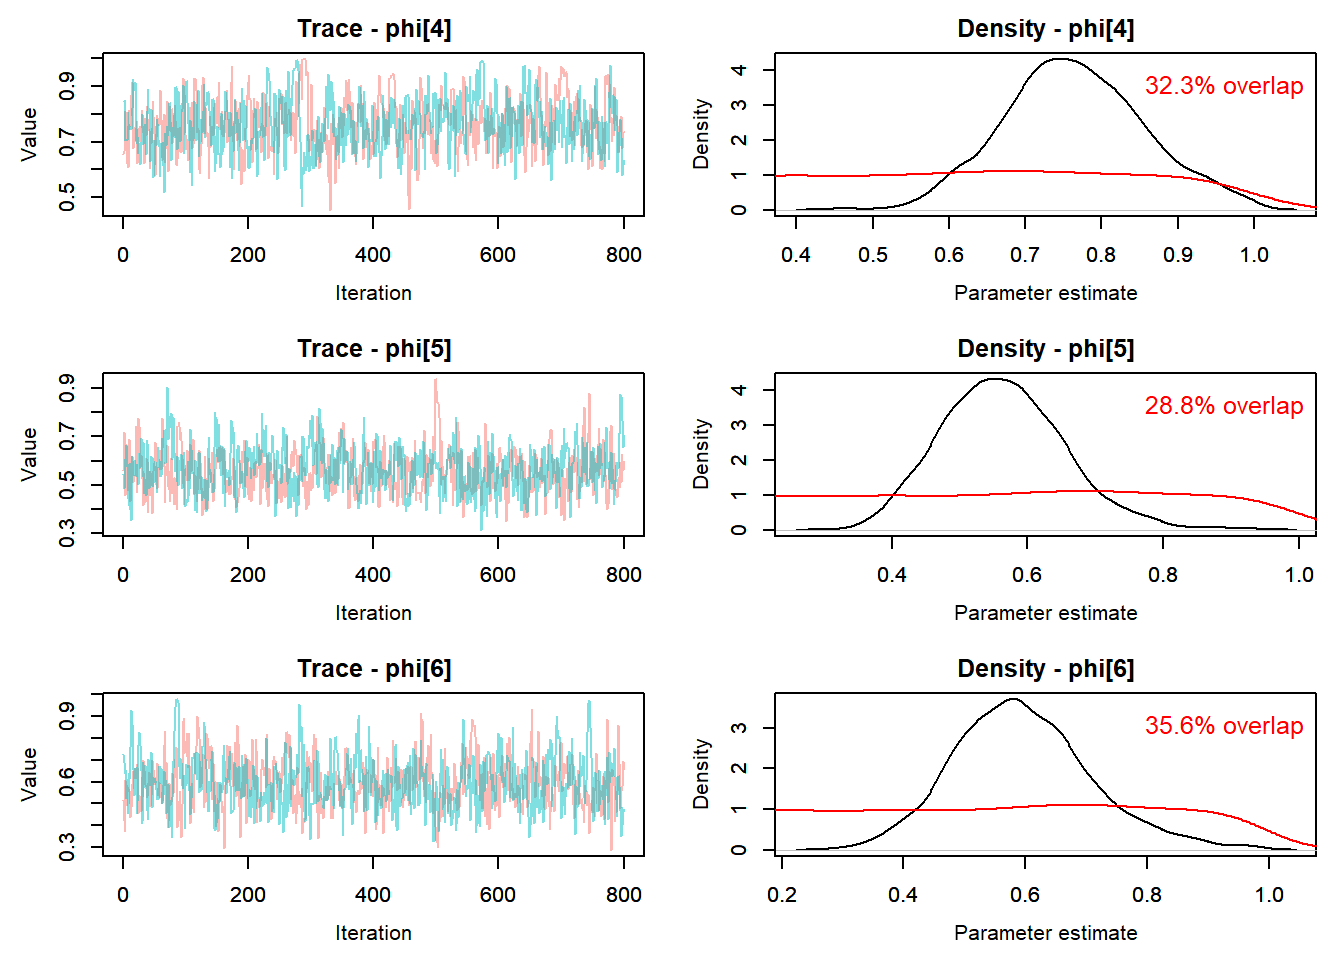 Trace - phi[4]
Value
0.5
0.7
0.9
0
200
400
600
800
Iteration
Density - phi[4]
Density
0
1
2
3
4
32.3% overlap
0.4
0.5
0.6
0.7
0.8
0.9
1.0
Parameter estimate
Trace - phi[5]
Value
0.3
0.5
0.7
0.9
0
200
400
600
800
Iteration
Density - phi[5]
Density
0
1
2
3
4
28.8% overlap
0.4
0.6
0.8
1.0
Parameter estimate
Trace - phi[6]
Value
0.3
0.6
0.9
0
200
400
600
800
Iteration
Density - phi[6]
Density
0
1
2
3
35.6% overlap
0.2
0.4
0.6
0.8
1.0
Parameter estimate